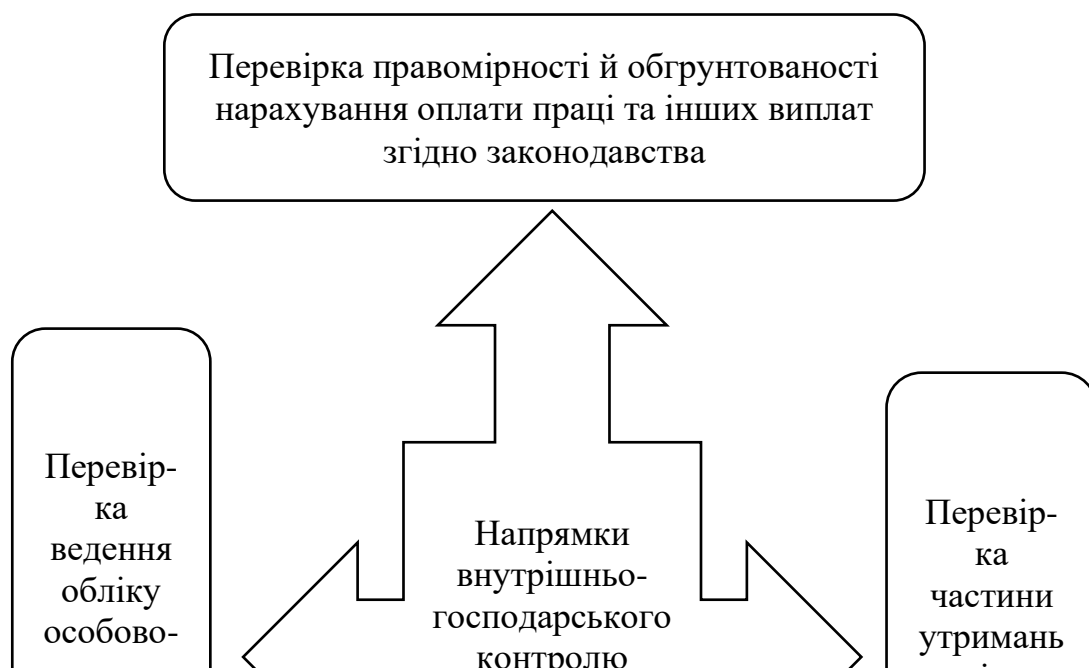 Перевірка правомірності й обгрунтованості
нарахування оплати праці та інших виплат
згідно законодавства
Перевір-
ка
ведення
обліку
особово-
Напрямки
внутрішньо-
господарського
контролю
Перевір-
ка
частини
утримань